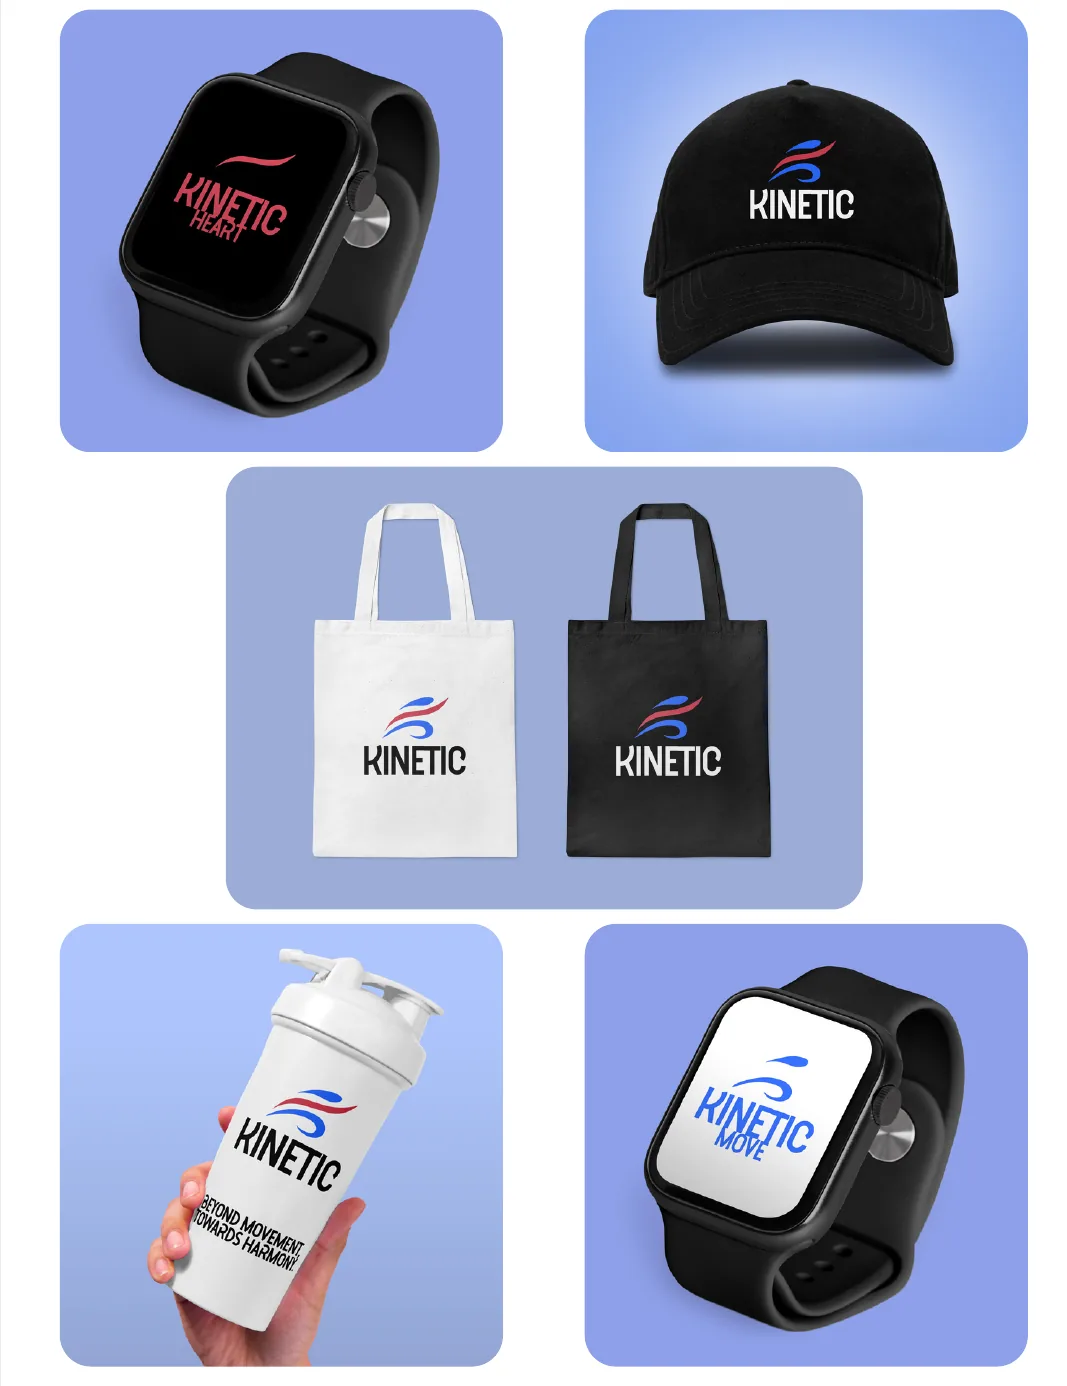 KINETIC
HEART
KINETIC
KINETIC
KINETIC
KINETIC
BEYOND MOVEMENT,
TOWARDS HARMONY.
KINETIC
MOVE